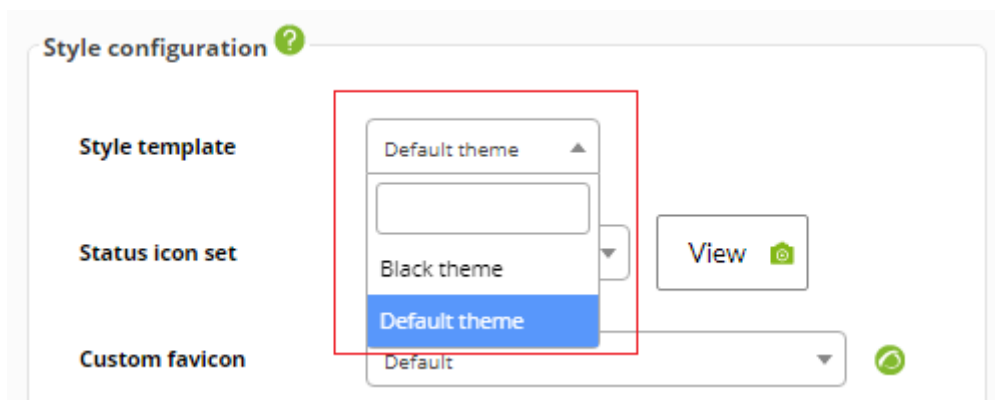 Style configuration ?
Style template
Default theme
Black theme
Status icon set
View
Default theme
Custom favicon
Default